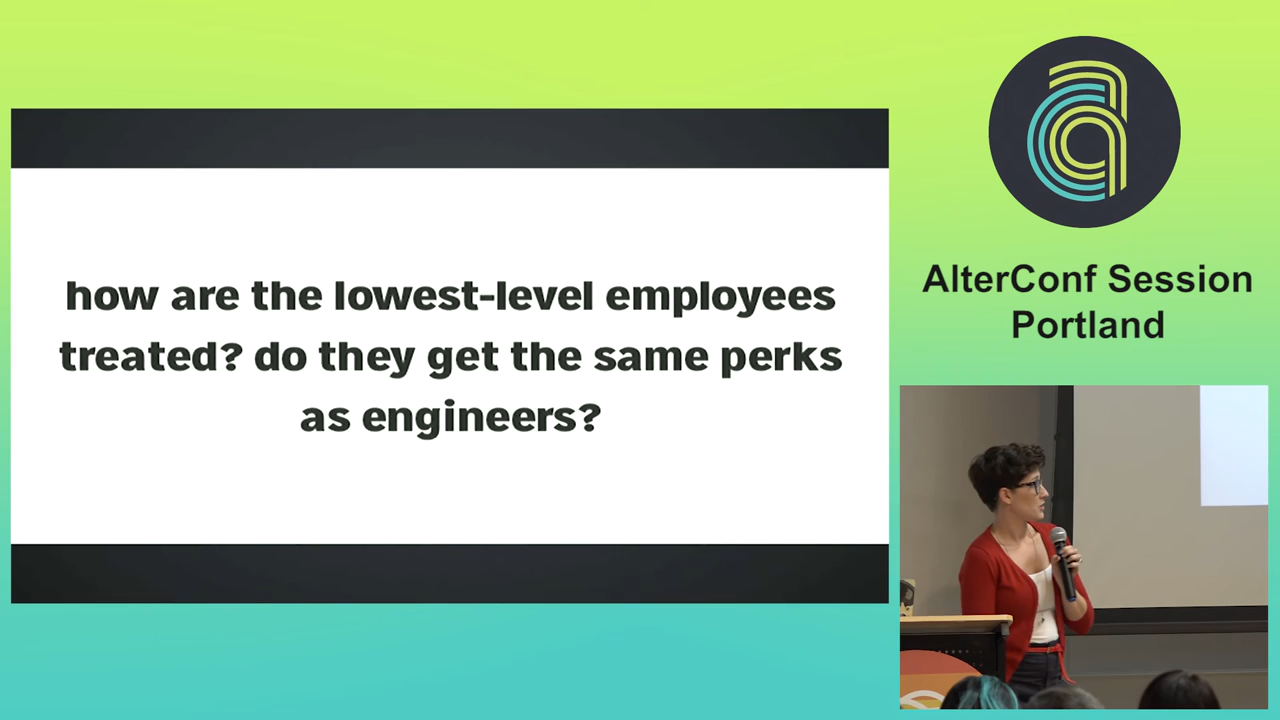 how are the lowest-level employees
treated? do they get the same perks
as engineers?
AlterConf Session
Portland